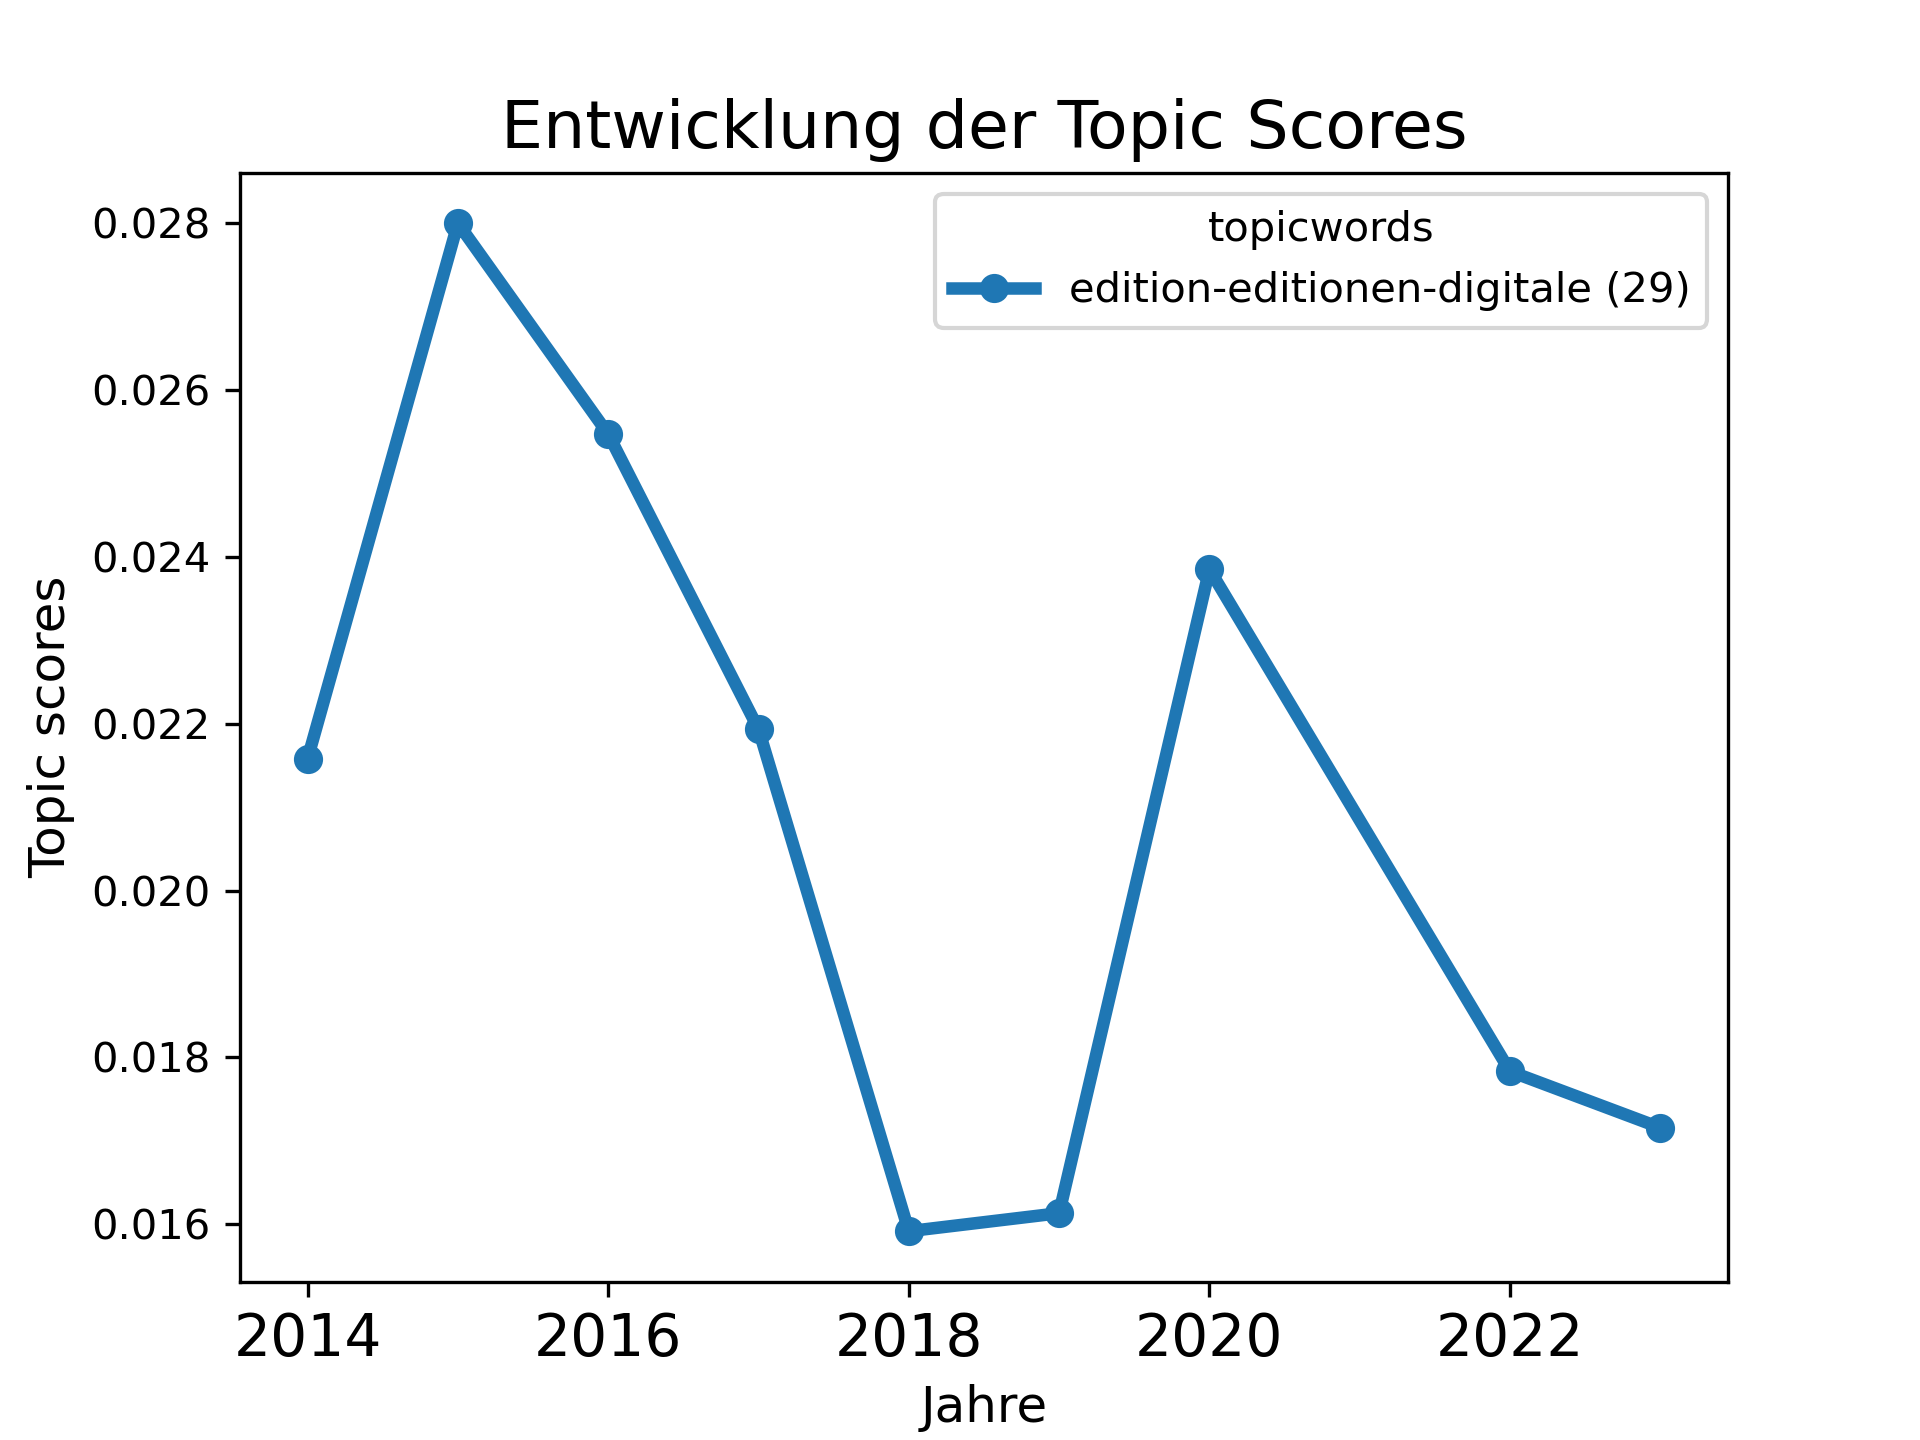 Entwicklung der Topic Scores
topicwords
edition-editionen-digitale (29)
Topic scores
0.028
0.026
0.024
0.022
0.020
0.018
0.016
2014 2016 2018 2020 2022
Jahre